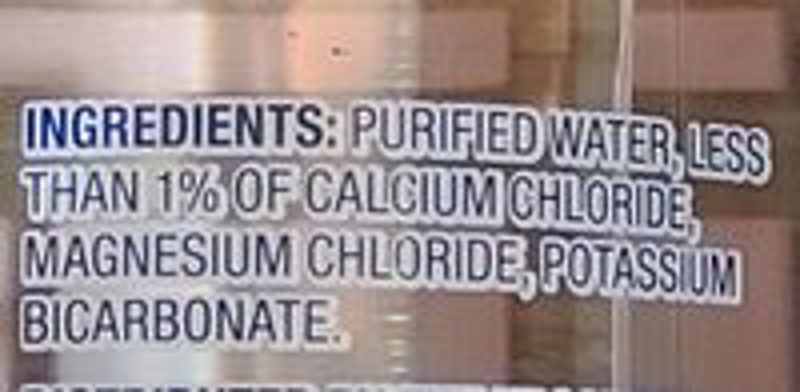 INGREDIENTS: PURIFIED WATER, LESS
THAN 1% OF CALCIUM CHLORIDE,
MAGNESIUM CHLORIDE, POTASSIUM
BICARBONATE.